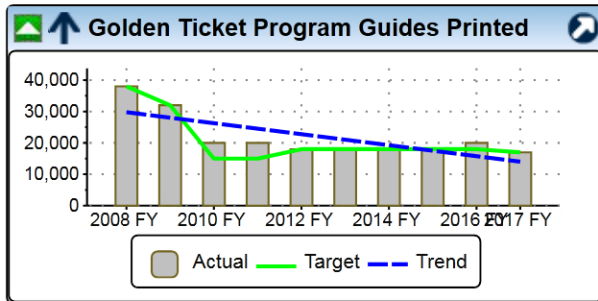 Golden Ticket Program Guides Printed
40,000
30,000
20,000
10,000
0
2008 FY 2010 FY 2012 FY 2014 FY 2016 FY 2017 FY
Actual Target Trend